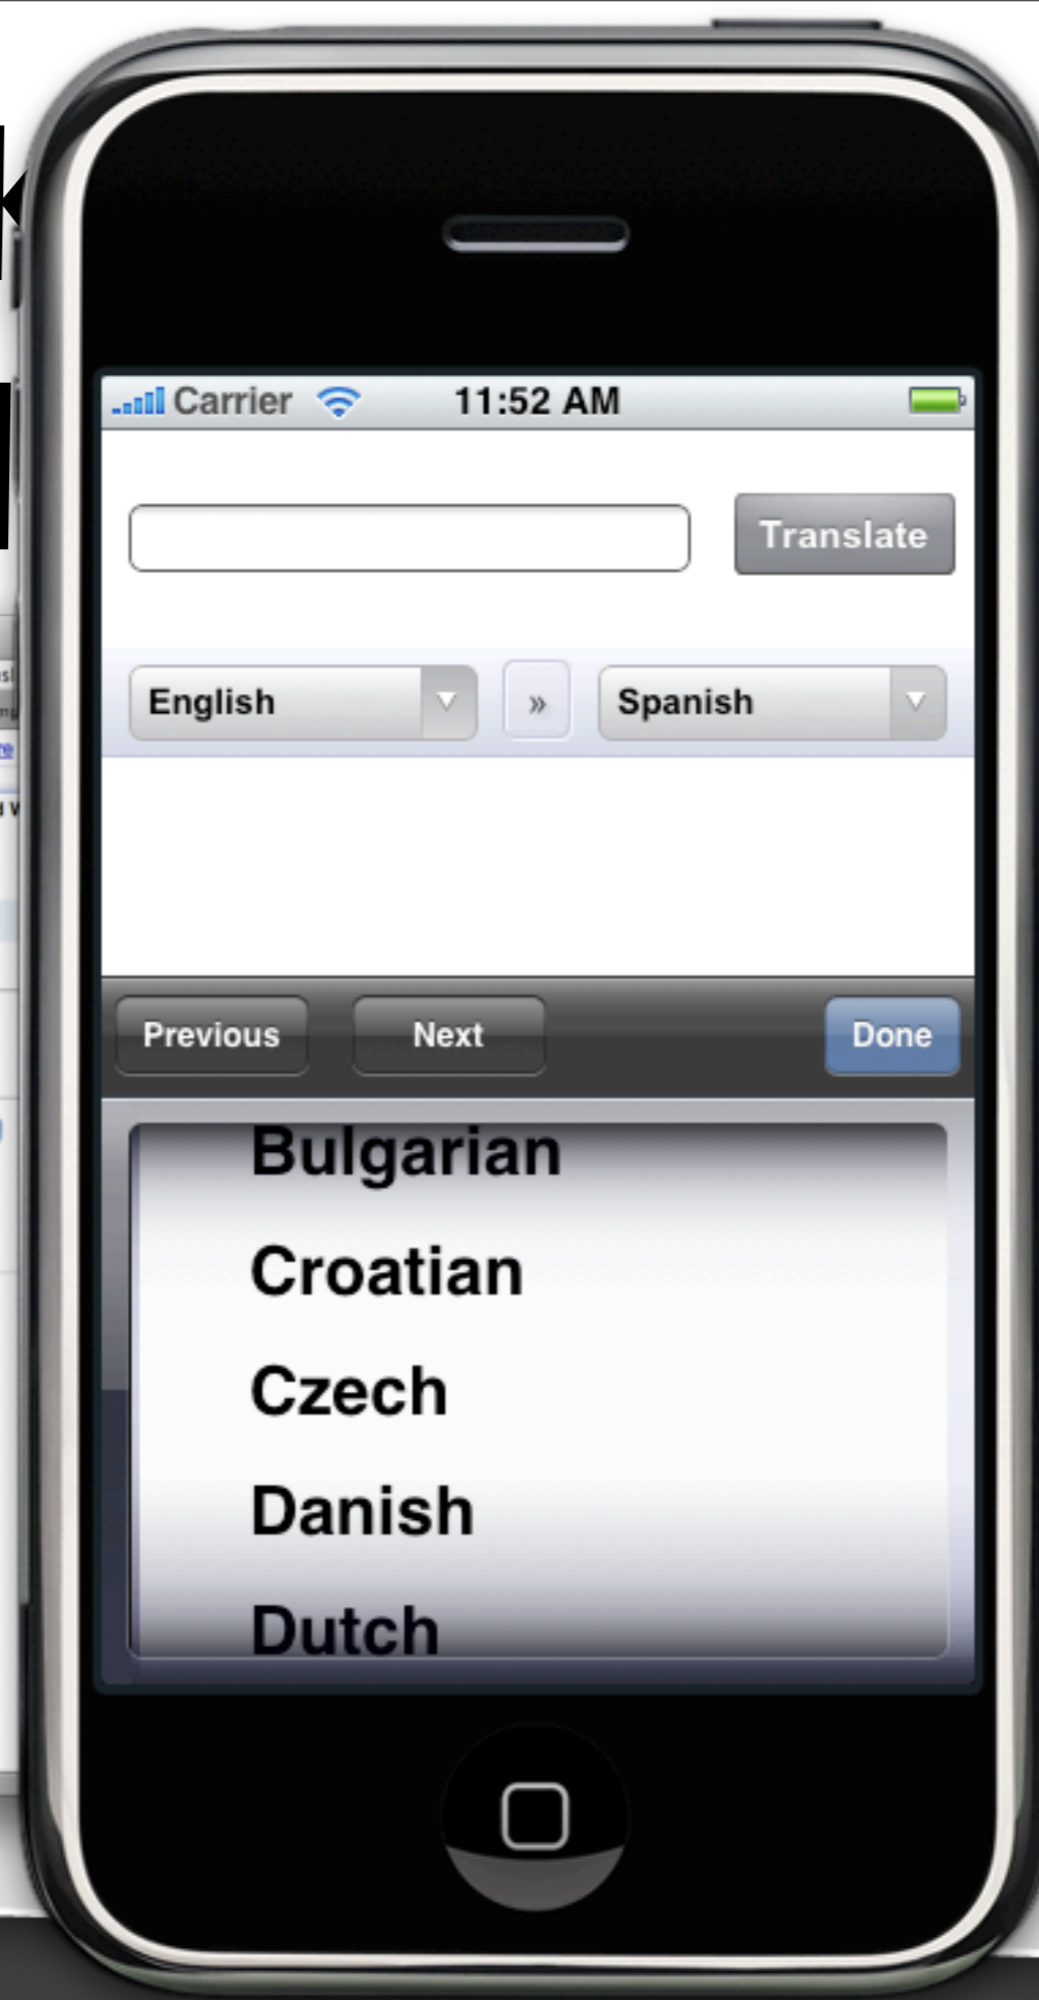 Carrier 11:52 AM
Translate
English » Spanish
Previous Next Done
Bulgarian
Croatian
Czech
Danish
Dutch